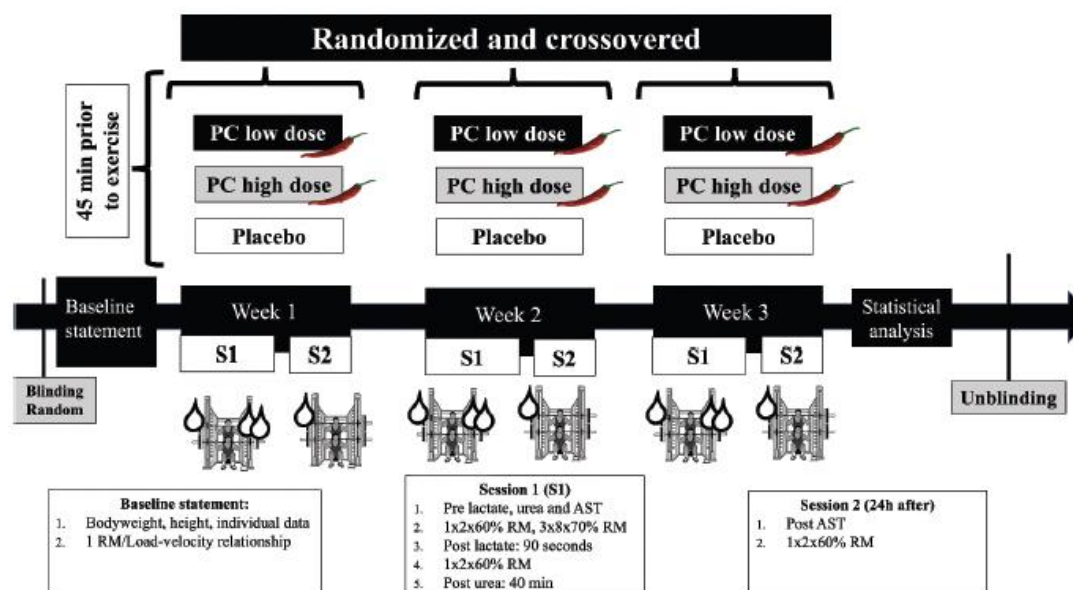 Randomized and crossovered
45 min prior
to exercise
PC low dose
PC high dose
Placebo
PC low dose
PC high dose
Placebo
PC low dose
PC high dose
Placebo
Baseline
statement
Week 1
Week 2
Week 3
Statistical
analysis
S1
S2
S1
S2
S1
S2
Blinding
Random
Unblinding
Baseline statement:
1. Bodyweight, height, individual data
2. 1 RM/Load-velocity relationship
Session 1 (S1)
1. Pre lactate, urea and AST
2. 1x2x60% RM, 3x8x70% RM
3. Post lactate: 90 seconds
4. 1x2x60% RM
5. Post urea: 40 min
Session 2 (24h after)
1. Post AST
2. 1x2x60% RM